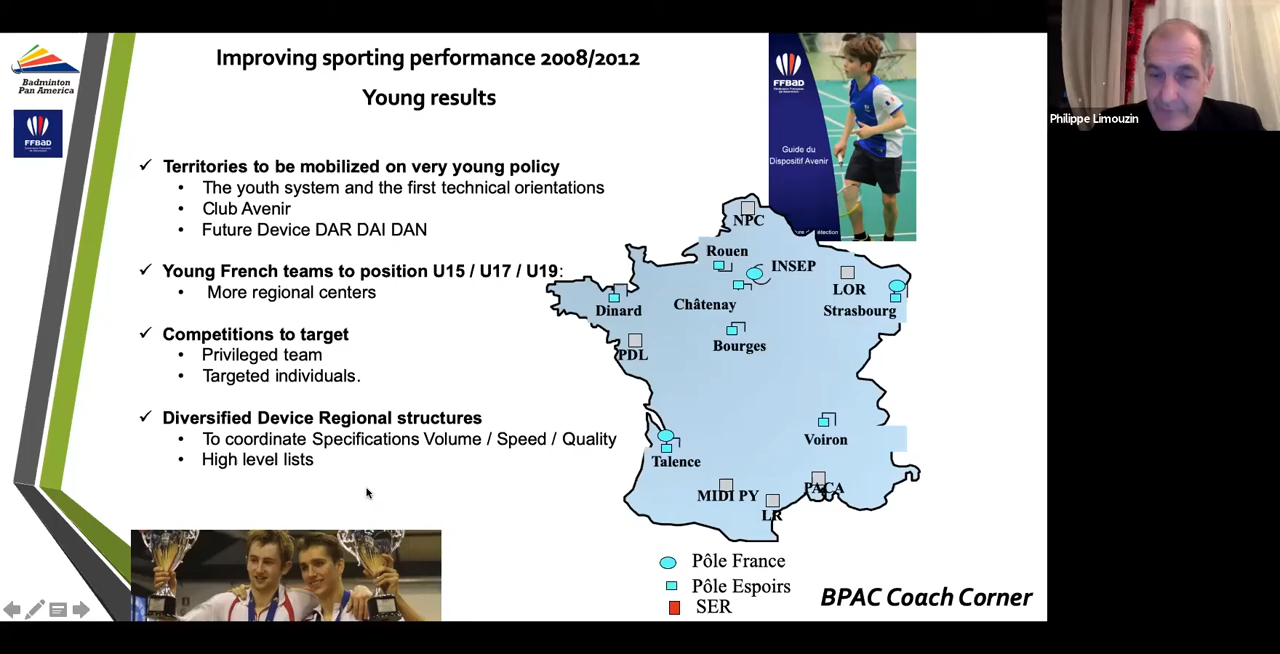 Improving sporting performance 2008/2012
Young results
Badminton
Pan America
FFBaD
✓ Territories to be mobilized on very young policy
• The youth system and the first technical orientations
• Club Avenir
• Future Device DAR DAI DAN
✓ Young French teams to position U15 / U17 / U19:
• More regional centers
✓ Competitions to target
• Privileged team
• Targeted individuals.
✓ Diversified Device Regional structures
• To coordinate Specifications Volume / Speed / Quality
• High level lists
FFBaD
Guide du
Dispositif Avenir
Philippe Limouzin
NPC
Rouen
INSEP
LOR
Châtenay
Strasbourg
Dinard
Bourges
PDL
Voiron
Talence
MIDI PY
PACA
LR
Pôle France
Pôle Espoirs
SER
BPAC Coach Corner